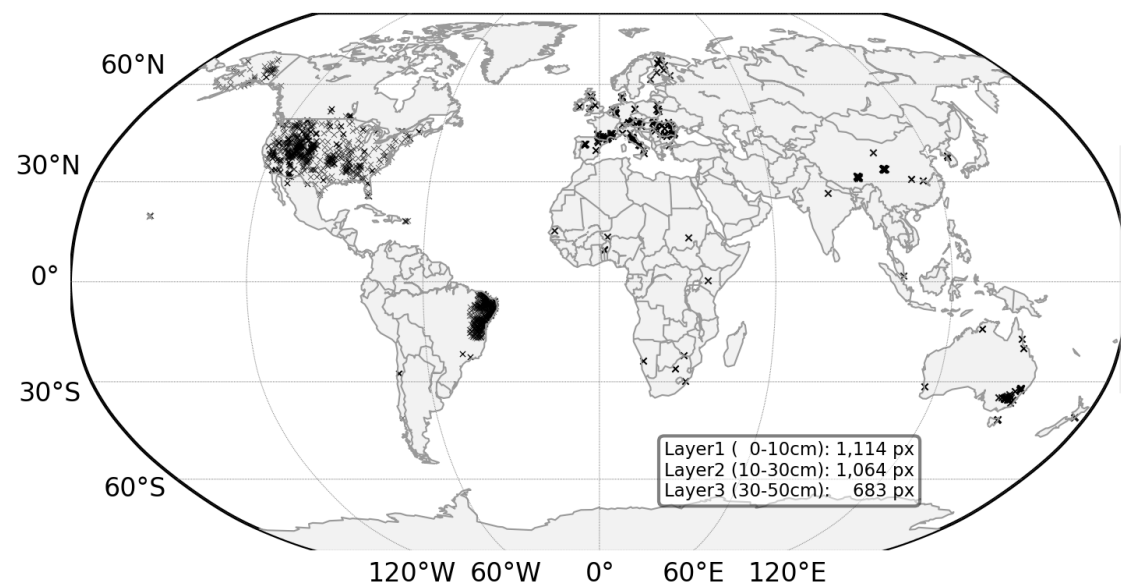 60°N
30°N
0°
30°S
60°S
Layer1 (  0-10cm): 1,114 px
Layer2 (10-30cm): 1,064 px
Layer3 (30-50cm):   683 px
120°W 60°W 0° 60°E 120°E